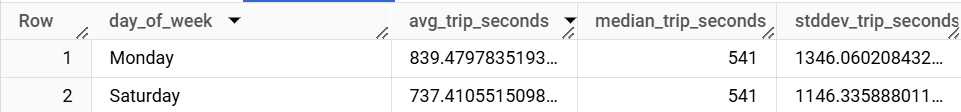 Row day_of_week avg_trip_seconds median_trip_seconds stddev_trip_seconds
1 Monday 839.4797835193... 541 1346.060208432...
2 Saturday 737.4105515098... 541 1146.335888011...